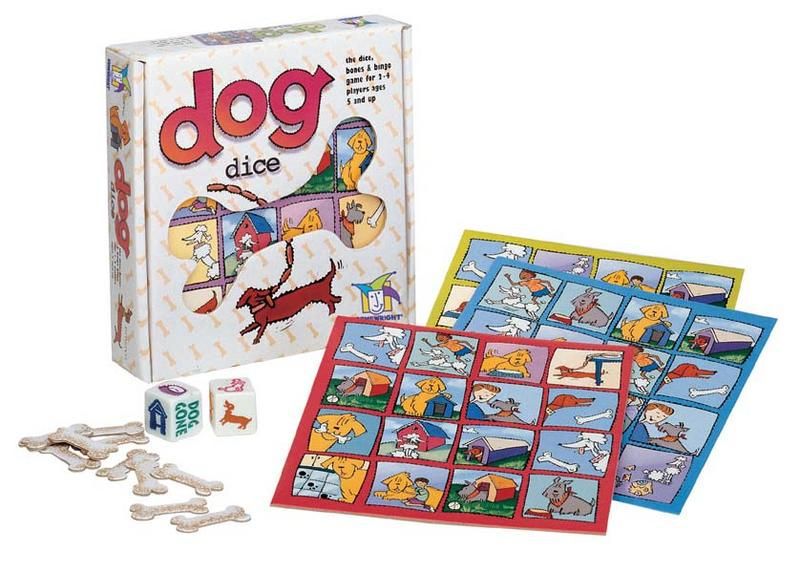 dog
dice
the dice,
bones & bingo
game for 2-4
players ages
5 and up
GAMEWRIGHT
dog
dice
DOG
GONE